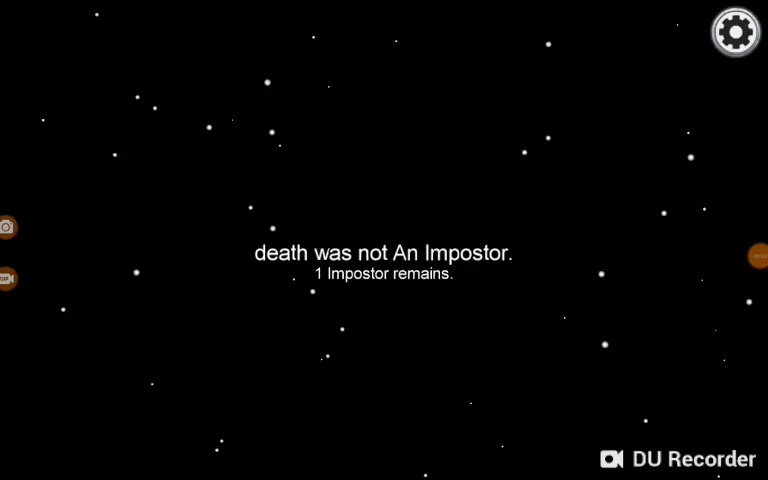 death was not An Impostor.
1 Impostor remains.
DU Recorder